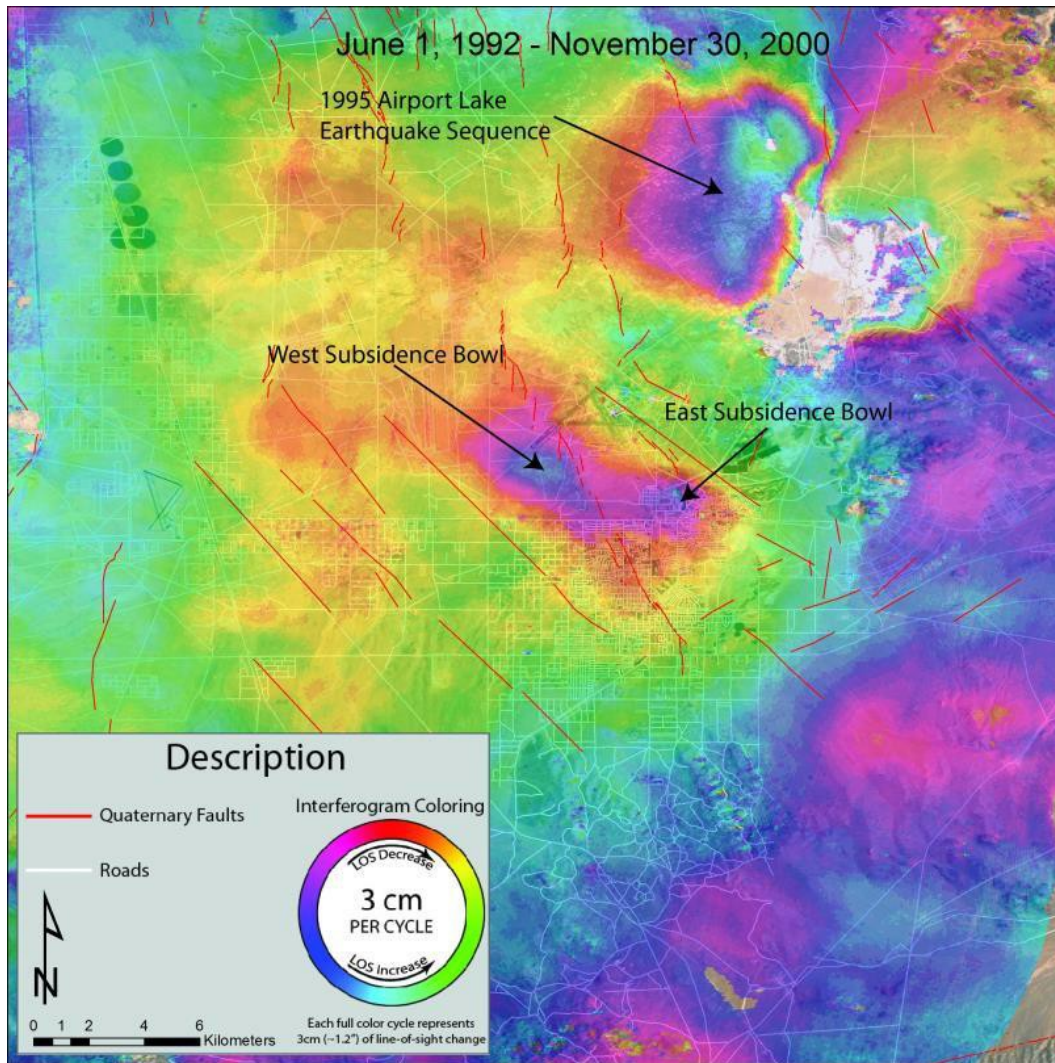 June 1, 1992 - November 30, 2000
1995 Airport Lake
Earthquake Sequence
West Subsidence Bowl
East Subsidence Bowl
Description
Quaternary Faults
Roads
N
0 1 2 4 6
Kilometers
Interferogram Coloring
LOS Decrease
3 cm
PER CYCLE
LOS Increase
Each full color cycle represents
3cm (~1.2") of line-of-sight change